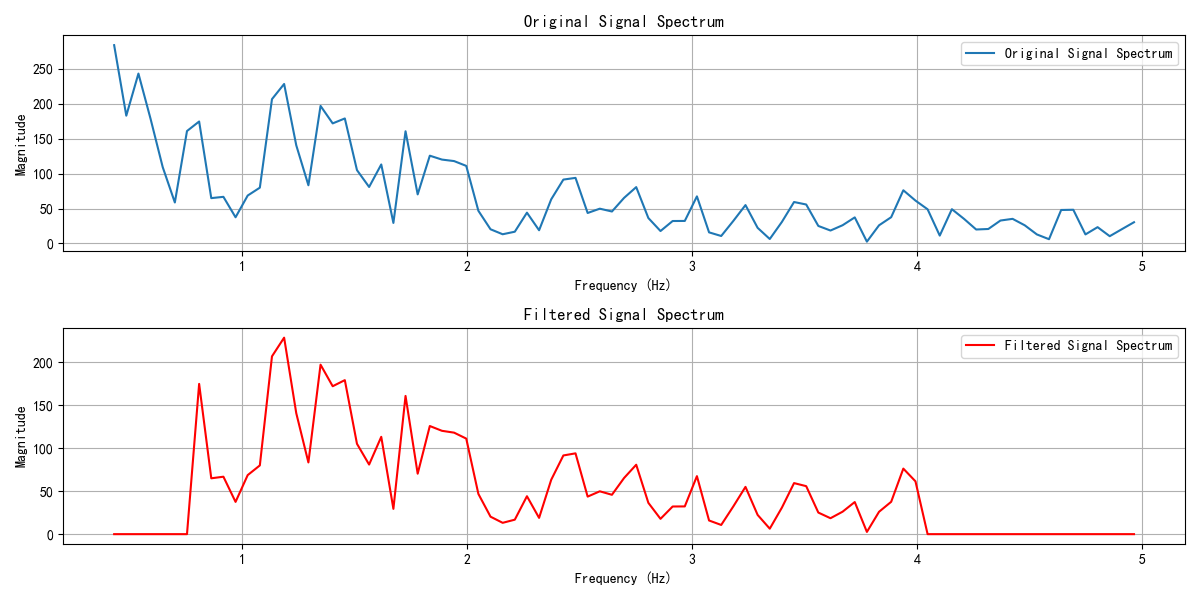 Original Signal Spectrum
Original Signal Spectrum
250
200
150
100
50
0
Magnitude
1 2 3 4 5
Frequency (Hz)
Filtered Signal Spectrum
Filtered Signal Spectrum
200
150
100
50
0
Magnitude
1 2 3 4 5
Frequency (Hz)